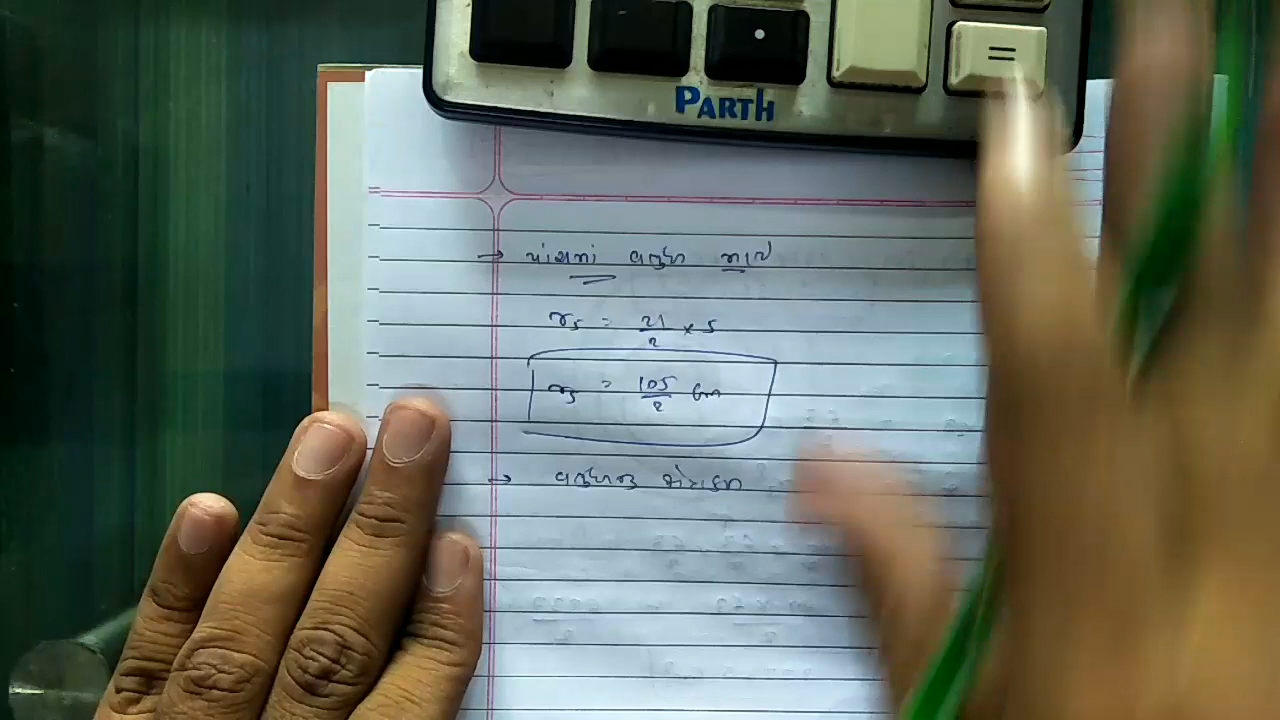 =
PARTH
→ પાંચમાં વર્તુળ માટે
r₅ = 21/2 × 5
r₅ = 105/2 cm
→ વર્તુળનું ક્ષેત્રફળ